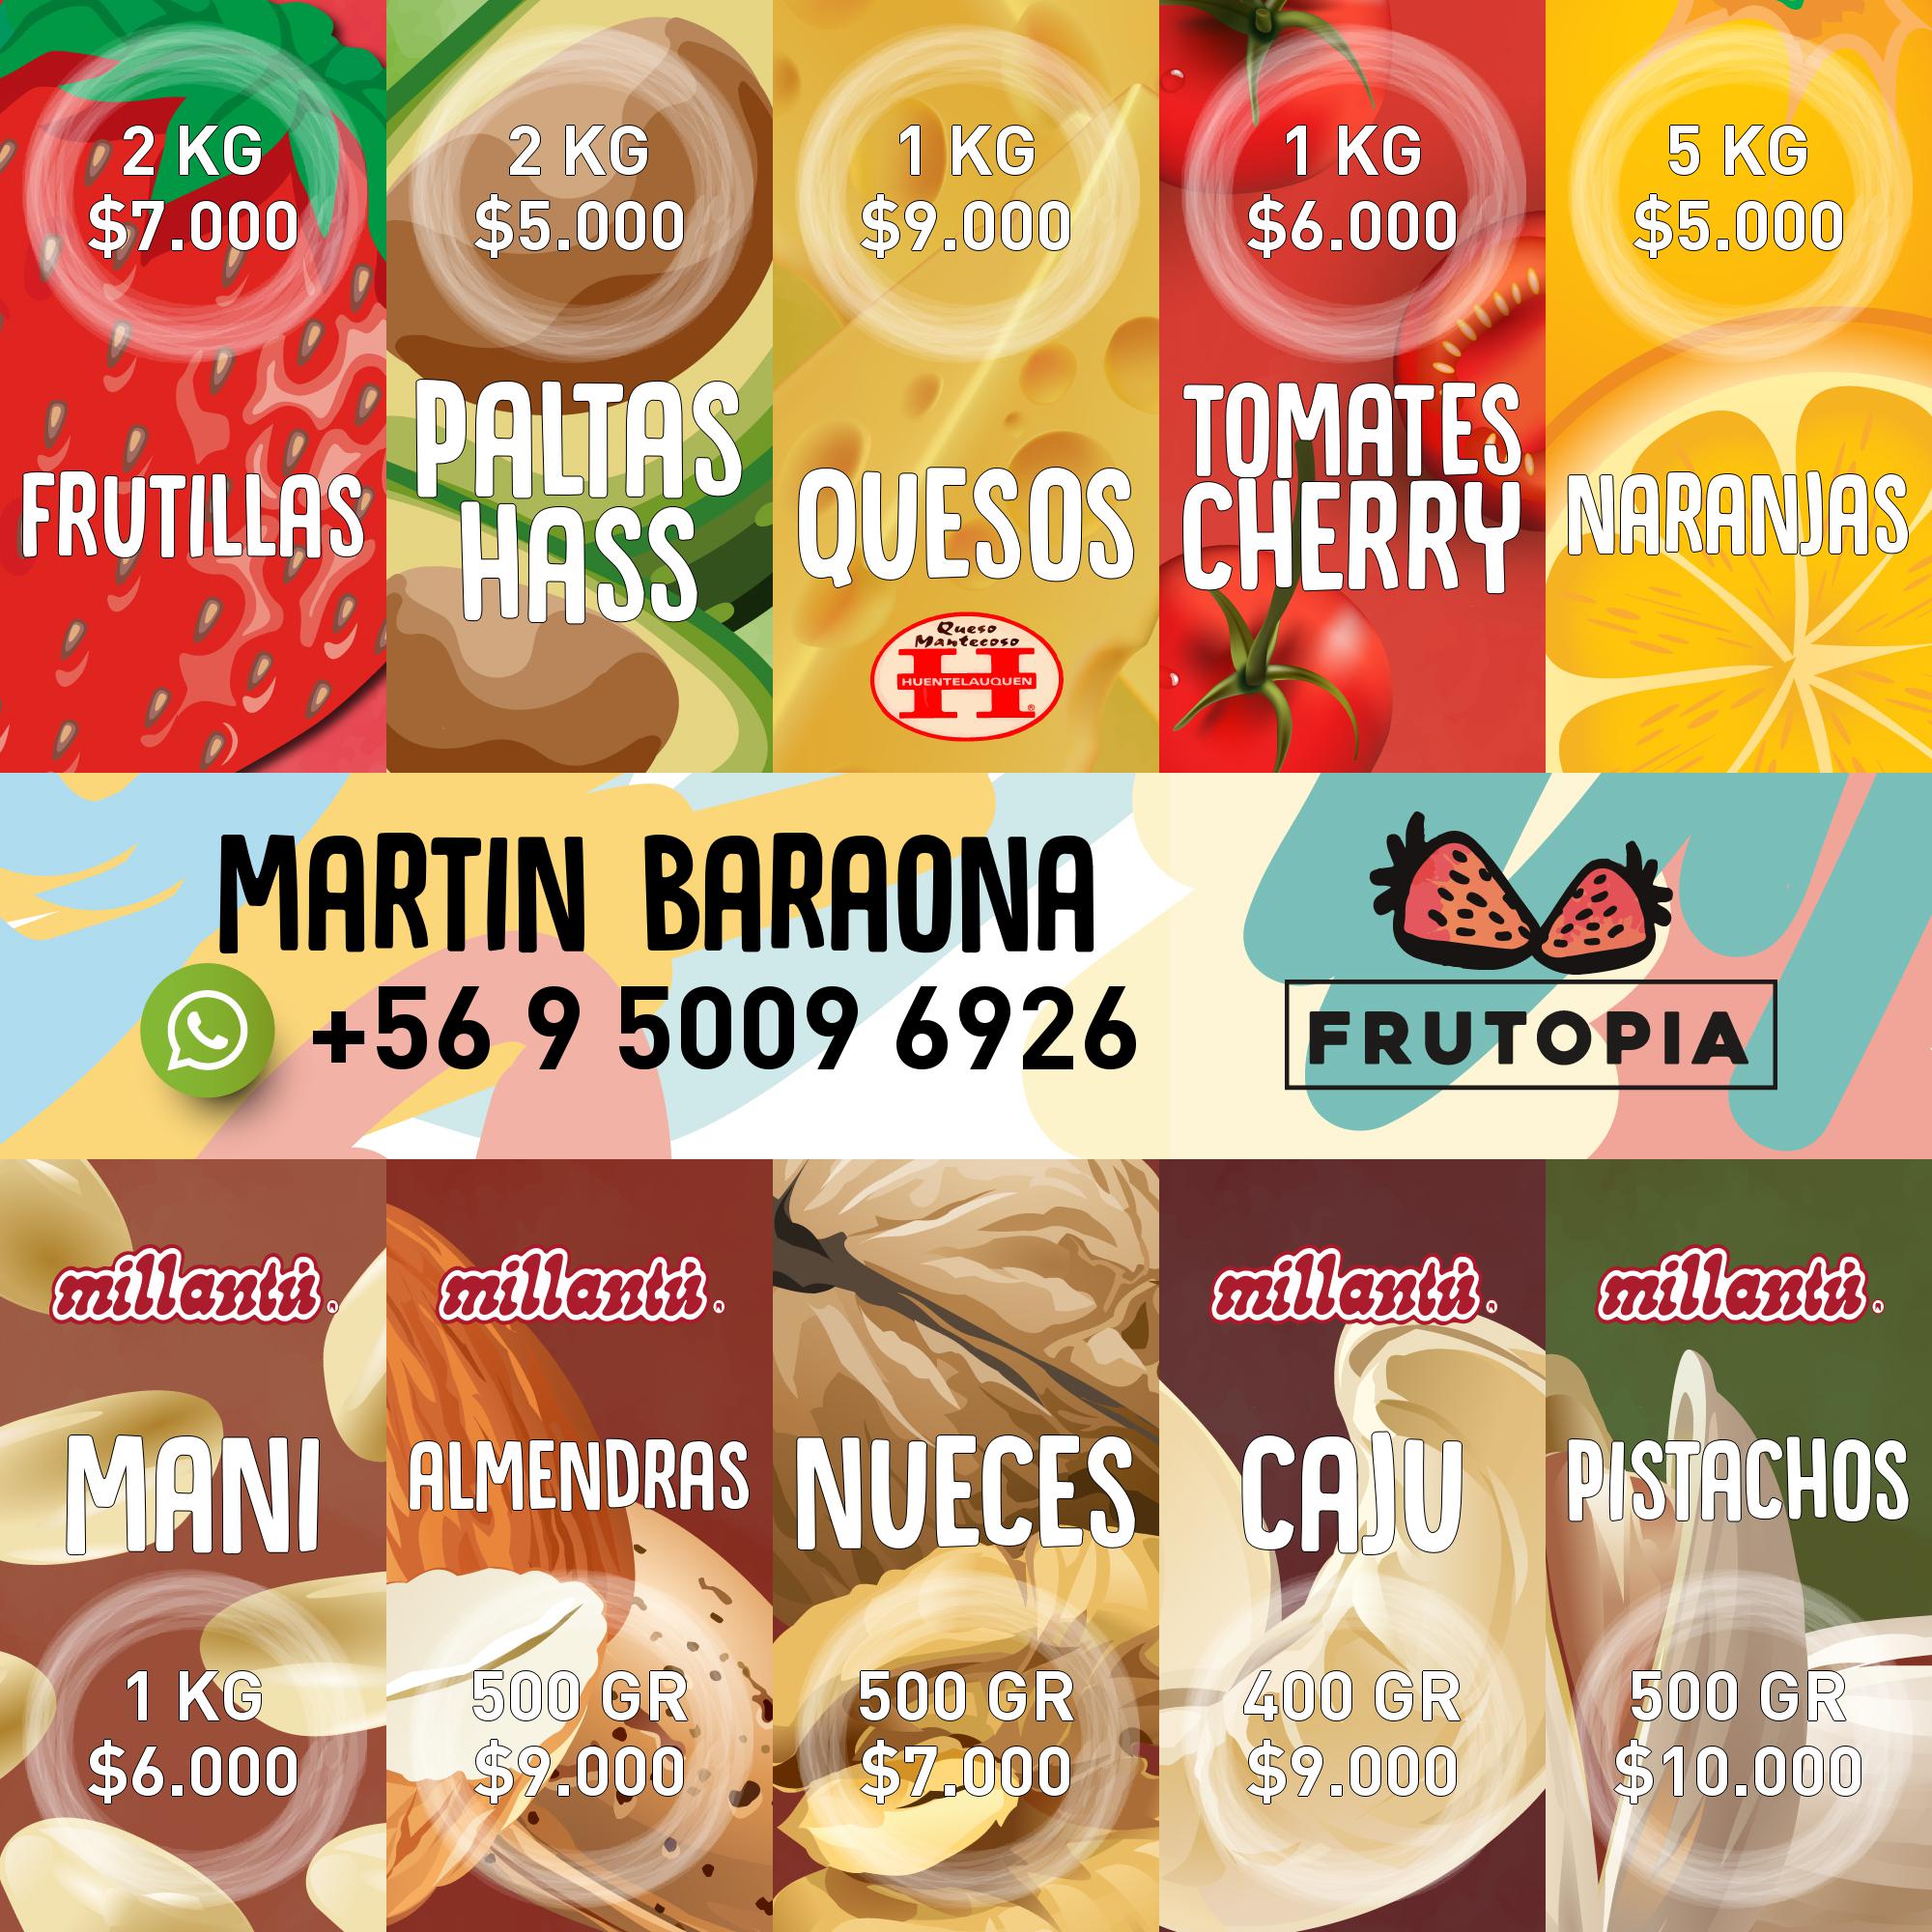 2 KG
$7.000
FRUTILLAS
2 KG
$5.000
PALTAS
HASS
1 KG
$9.000
QUESOS
Queso
Mantecoso
H
HUENTELAUQUEN
®
1 KG
$6.000
TOMATES
CHERRY
5 KG
$5.000
NARANJAS
MARTIN BARAONA
+56 9 5009 6926
FRUTOPIA
millantú®
MANI
1 KG
$6.000
millantú®
ALMENDRAS
500 GR
$9.000
NUECES
500 GR
$7.000
millantú®
CAJU
400 GR
$9.000
millantú®
PISTACHOS
500 GR
$10.000